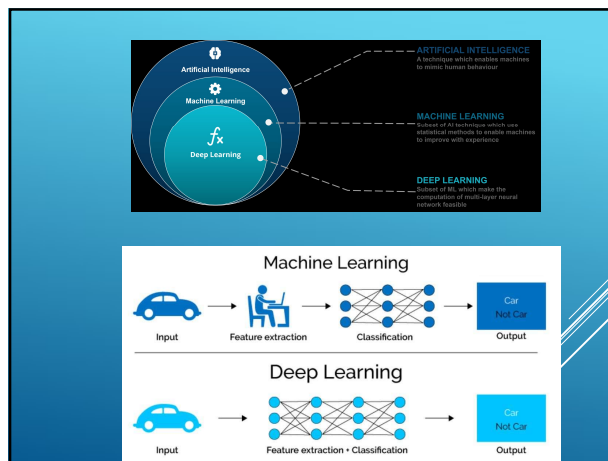 Artificial Intelligence
Machine Learning
fx
Deep Learning
ARTIFICIAL INTELLIGENCE
A technique which enables machines
to mimic human behaviour
MACHINE LEARNING
Subset of AI technique which use
statistical methods to enable machines
to improve with experience
DEEP LEARNING
Subset of ML which make the
computation of multi-layer neural
network feasible
Machine Learning
Car
Not Car
Input
Feature extraction
Classification
Output
Deep Learning
Car
Not Car
Input
Feature extraction + Classification
Output